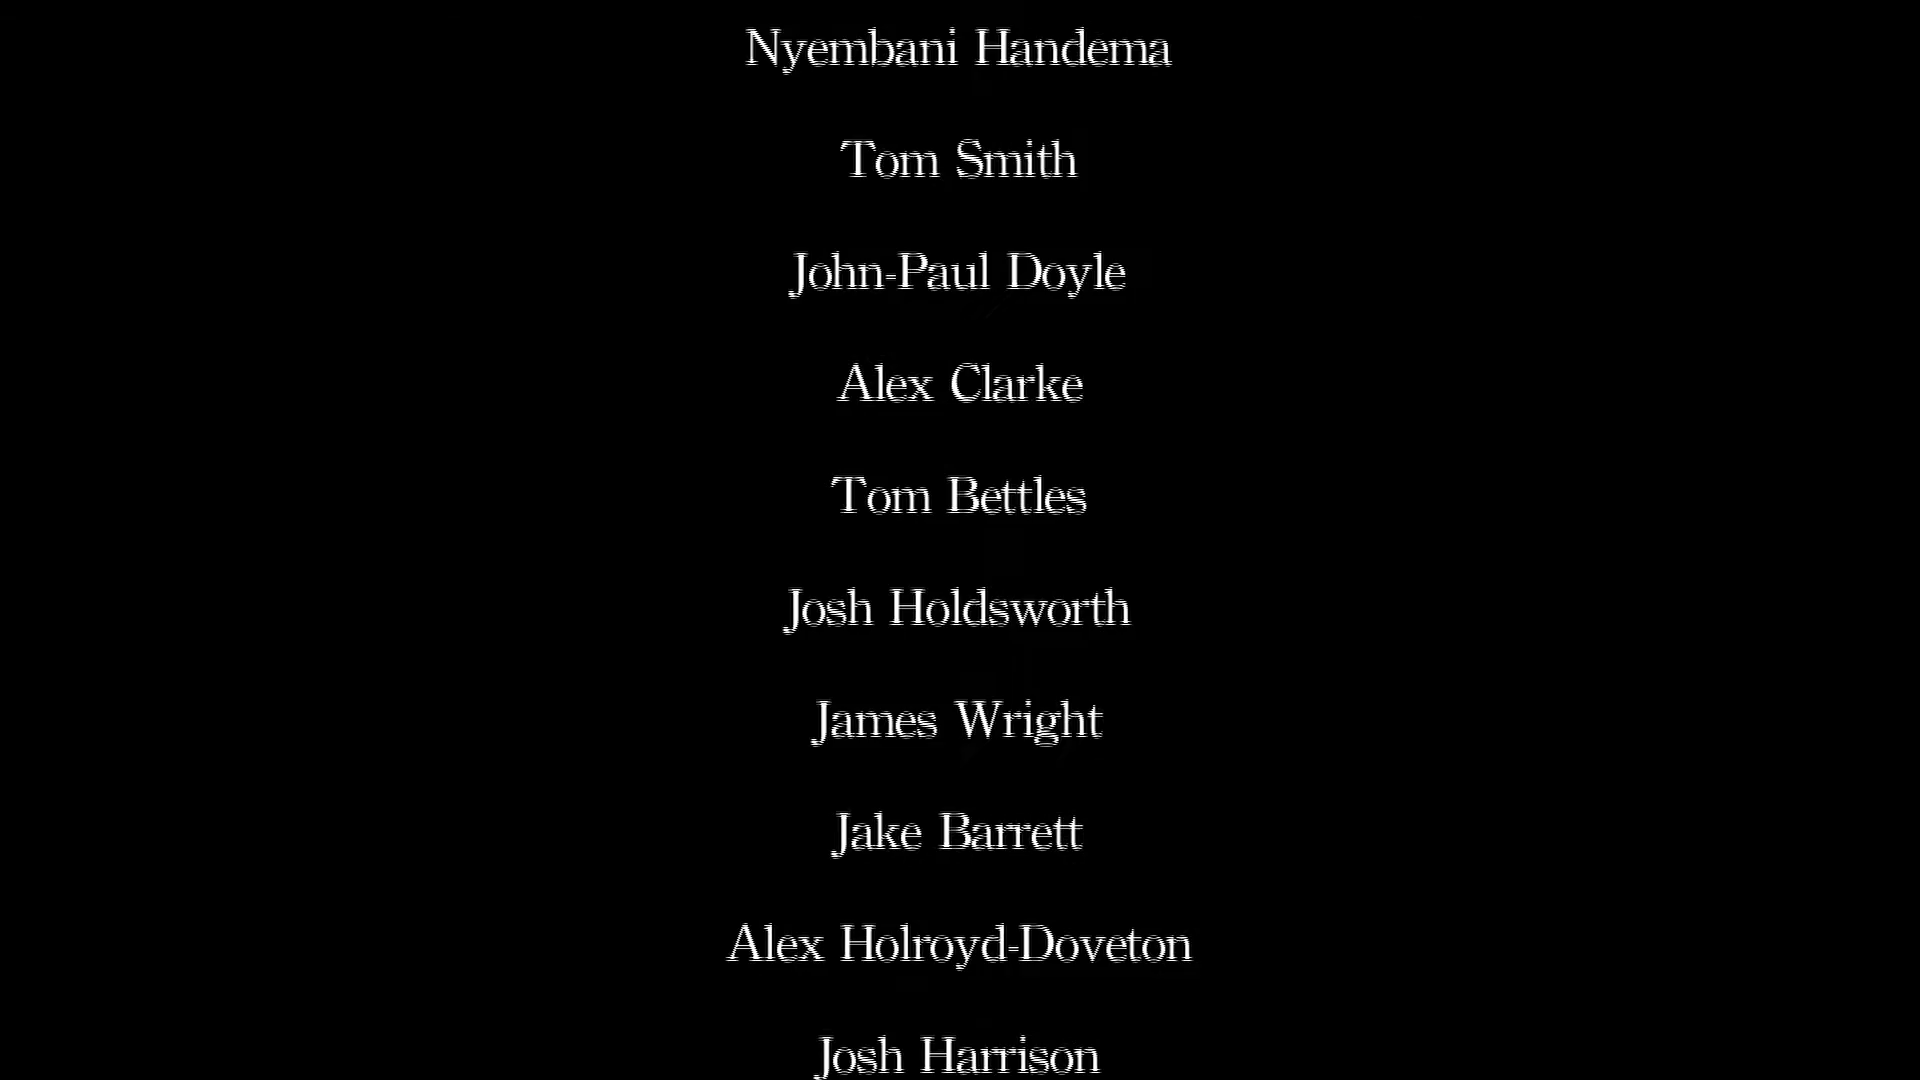 Nyembani Handema
Tom Smith
John-Paul Doyle
Alex Clarke
Tom Bettles
Josh Holdsworth
James Wright
Jake Barrett
Alex Holroyd-Doveton
Josh Harrison